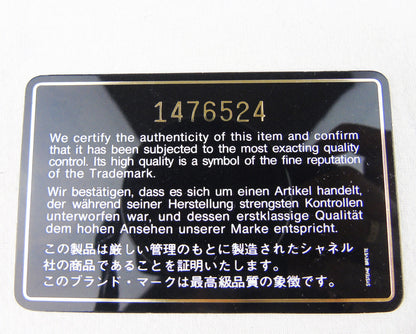 1476524
We certify the authenticity of this item and confirm
that it has been subjected to the most exacting quality
control. Its high quality is a symbol of the fine reputation
of the Trademark.
Wir bestätigen, dass es sich um einen Artikel handelt,
der während seiner Herstellung strengsten Kontrollen
unterworfen war, und dessen erstklassige Qualität
dem hohen Ansehen unserer Marke entspricht.
この製品は厳しい管理のもとに製造されたシャネル
社の商品であることを証明いたします。
このブランド・マークは最高級品質の象徴です。
SYSTEME BREVETE